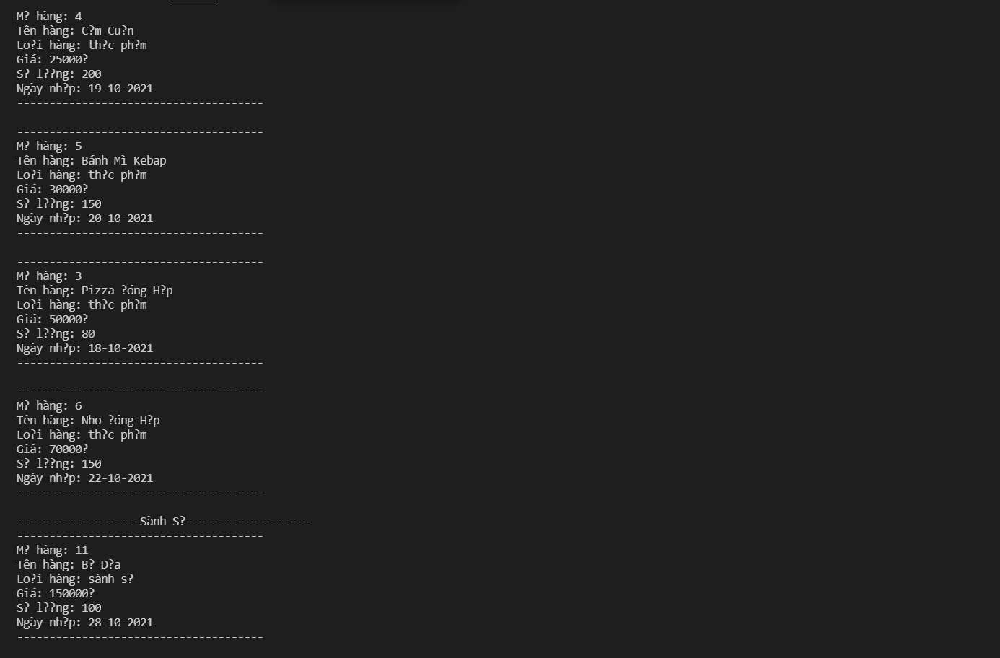 M? hàng: 4
Tên hàng: C?m Cu?n
Lo?i hàng: th?c ph?m
Giá: 25000?
S? l??ng: 200
Ngày nh?p: 19-10-2021
--------------------------------------
--------------------------------------
M? hàng: 5
Tên hàng: Bánh Mì Kebap
Lo?i hàng: th?c ph?m
Giá: 30000?
S? l??ng: 150
Ngày nh?p: 20-10-2021
--------------------------------------
--------------------------------------
M? hàng: 3
Tên hàng: Pizza ?óng H?p
Lo?i hàng: th?c ph?m
Giá: 50000?
S? l??ng: 80
Ngày nh?p: 18-10-2021
--------------------------------------
--------------------------------------
M? hàng: 6
Tên hàng: Nho ?óng H?p
Lo?i hàng: th?c ph?m
Giá: 70000?
S? l??ng: 150
Ngày nh?p: 22-10-2021
--------------------------------------
-------------------Sành S?-------------------
--------------------------------------
M? hàng: 11
Tên hàng: B? D?a
Lo?i hàng: sành s?
Giá: 150000?
S? l??ng: 100
Ngày nh?p: 28-10-2021
--------------------------------------